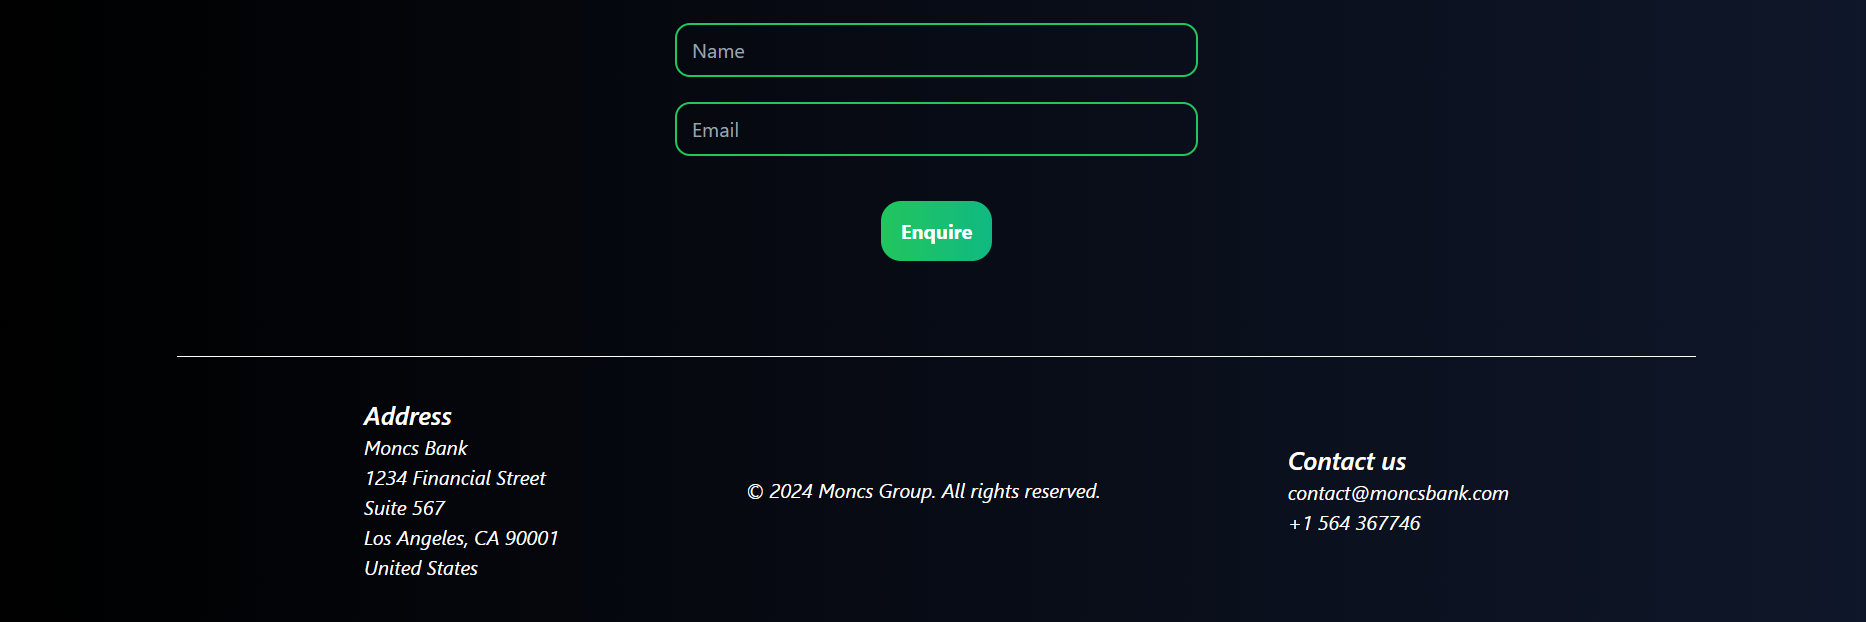 Name
Email
Enquire
Address
Moncs Bank
1234 Financial Street
Suite 567
Los Angeles, CA 90001
United States
© 2024 Moncs Group. All rights reserved.
Contact us
contact@moncsbank.com
+1 564 367746